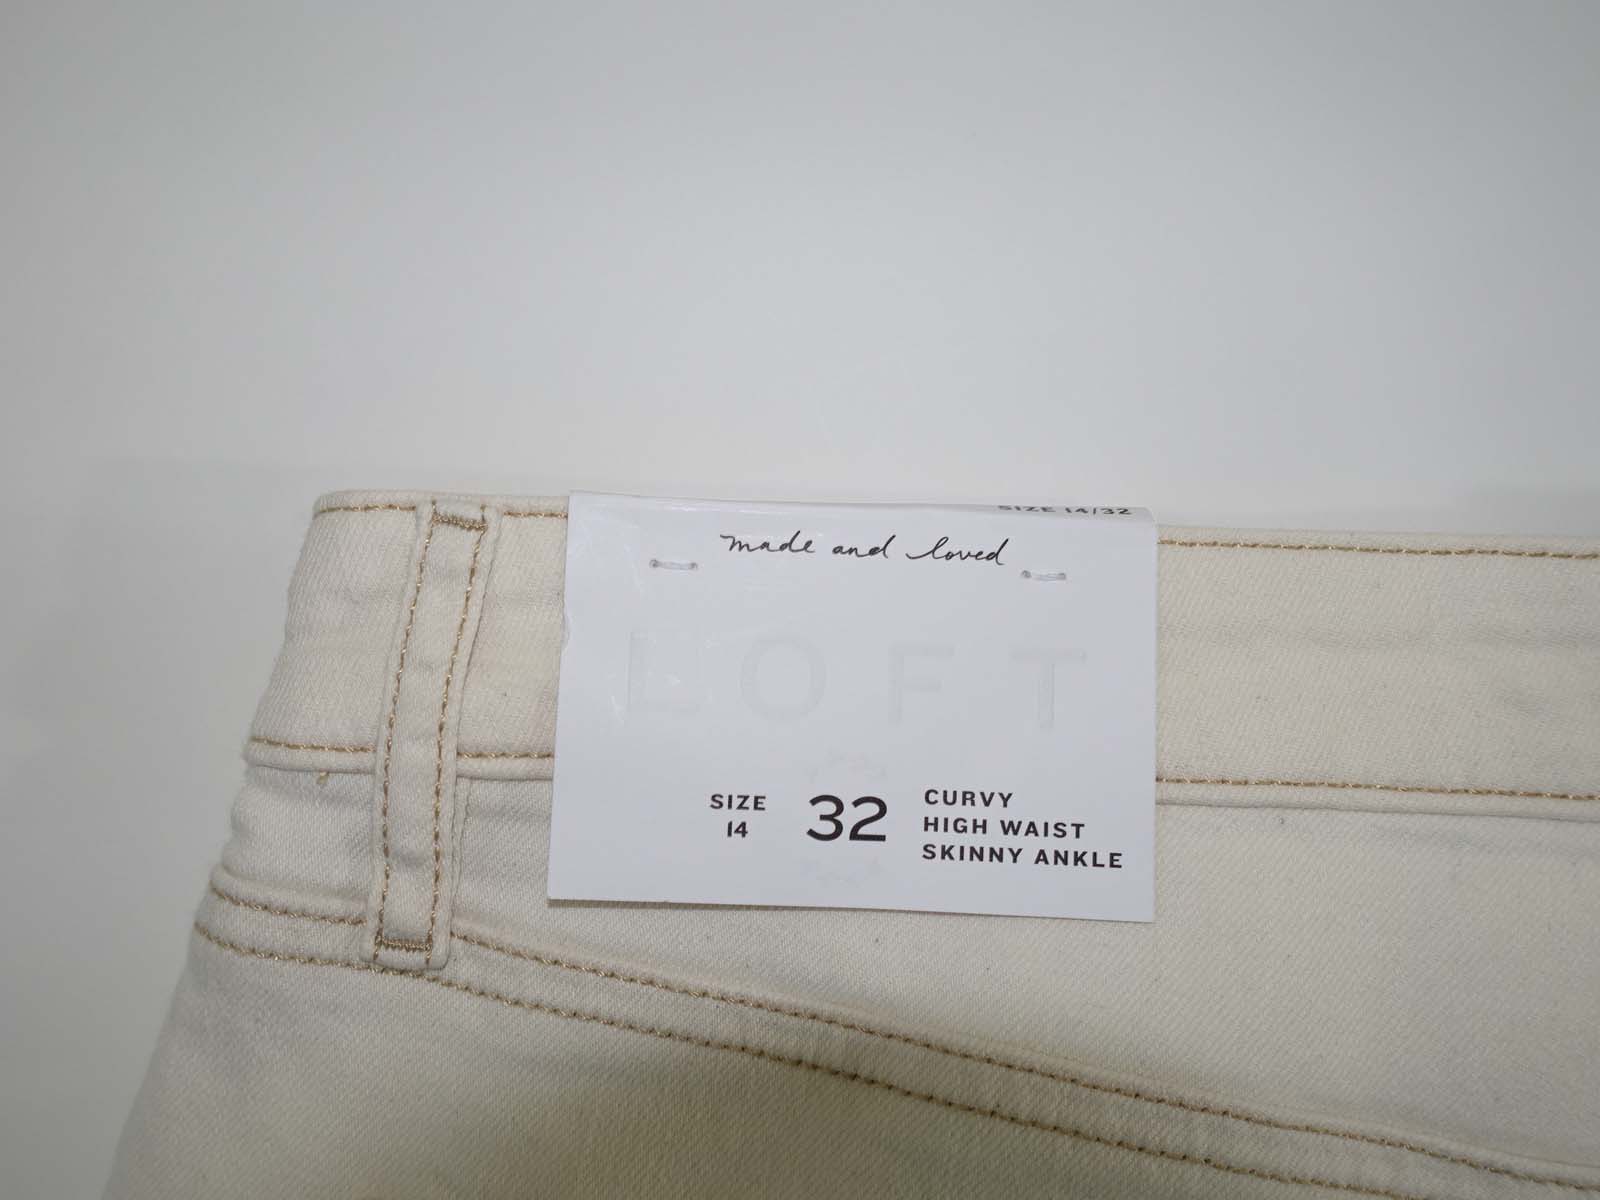 SIZE 14/32
made and loved
LOFT
SIZE
14
32
CURVY
HIGH WAIST
SKINNY ANKLE